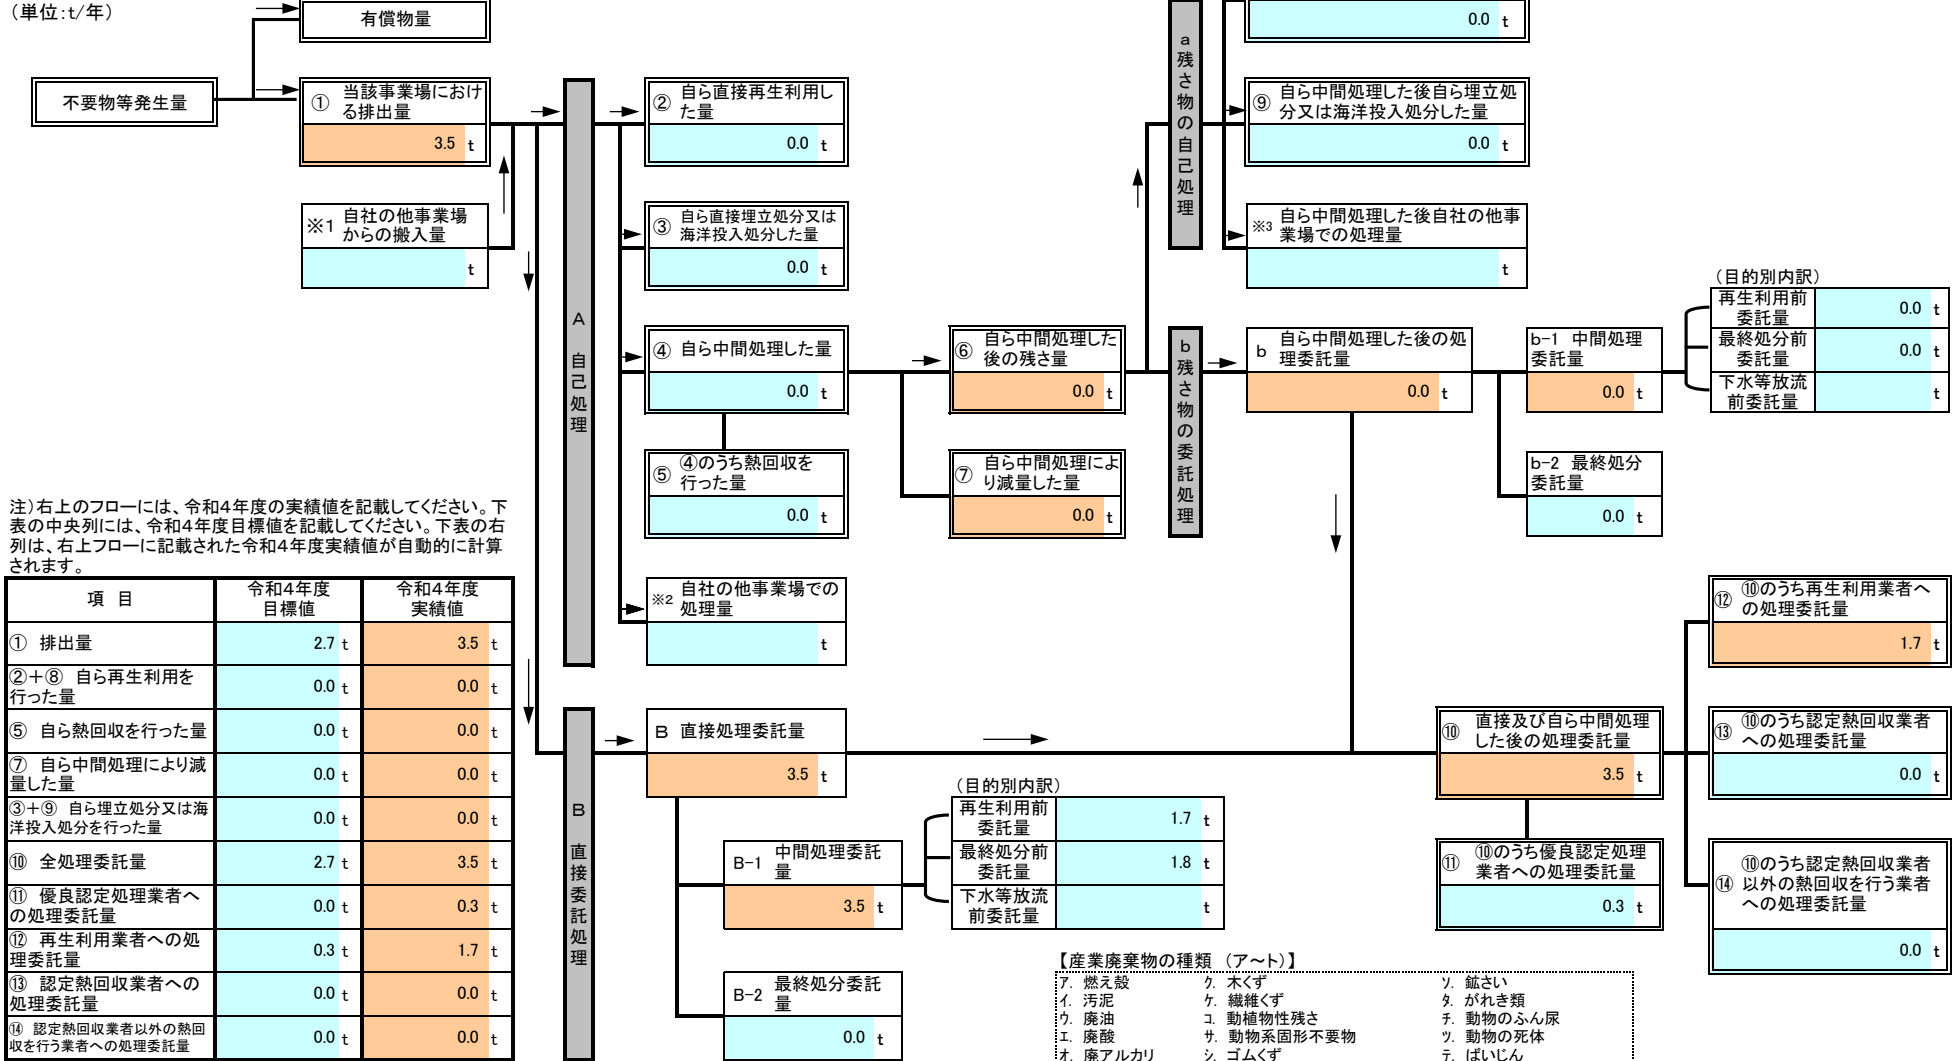 （単位：t/年）
有償物量
不要物等発生量
① 当該事業場におけ
る排出量
3.5 t
※1 自社の他事業場
からの搬入量
t
A 自己処理
② 自ら直接再生利用し
た量
0.0 t
③ 自ら直接埋立処分又は
海洋投入処分した量
0.0 t
④ 自ら中間処理した量
0.0 t
⑤ ④のうち熱回収を
行った量
0.0 t
※2 自社の他事業場での
処理量
t
⑥ 自ら中間処理した
後の残さ量
0.0 t
⑦ 自ら中間処理によ
り減量した量
0.0 t
a 残さ物の自己処理
0.0 t
⑨ 自ら中間処理した後自ら埋立処
分又は海洋投入処分した量
0.0 t
※3 自ら中間処理した後自社の他事
業場での処理量
t
b 残さ物の委託処理
b 自ら中間処理した後の処
理委託量
0.0 t
b-1 中間処理
委託量
0.0 t
b-2 最終処分
委託量
0.0 t
（目的別内訳）
再生利用前
委託量 0.0 t
最終処分前
委託量 0.0 t
下水等放流
前委託量 t
注）右上のフローには、令和4年度の実績値を記載してください。下
表の中央列には、令和4年度目標値を記載してください。下表の右
列は、右上フローに記載された令和4年度実績値が自動的に計算
されます。
項 目 令和4年度
目標値 令和4年度
実績値
① 排出量 2.7 t 3.5 t
②＋⑧ 自ら再生利用を
行った量 0.0 t 0.0 t
⑤ 自ら熱回収を行った量 0.0 t 0.0 t
⑦ 自ら中間処理により減
量した量 0.0 t 0.0 t
③＋⑨ 自ら埋立処分又は海
洋投入処分を行った量 0.0 t 0.0 t
⑩ 全処理委託量 2.7 t 3.5 t
⑪ 優良認定処理業者へ
の処理委託量 0.0 t 0.3 t
⑫ 再生利用業者への処
理委託量 0.3 t 1.7 t
⑬ 認定熱回収業者への
処理委託量 0.0 t 0.0 t
⑭ 認定熱回収業者以外の熱回
収を行う業者への処理委託量 0.0 t 0.0 t
B 直接委託処理
B 直接処理委託量
3.5 t
B-1 中間処理委託
量
3.5 t
B-2 最終処分委託
量
0.0 t
（目的別内訳）
再生利用前
委託量 1.7 t
最終処分前
委託量 1.8 t
下水等放流
前委託量 t
⑩ 直接及び自ら中間処理
した後の処理委託量
3.5 t
⑪ ⑩のうち優良認定処理
業者への処理委託量
0.3 t
⑫ ⑩のうち再生利用業者へ
の処理委託量
1.7 t
⑬ ⑩のうち認定熱回収業者
への処理委託量
0.0 t
⑭ ⑩のうち認定熱回収業者
以外の熱回収を行う業者
への処理委託量
0.0 t
【産業廃棄物の種類 （ア～ト）】
ア. 燃え殻 ク. 木くず ソ. 鉱さい
イ. 汚泥 ケ. 繊維くず タ. がれき類
ウ. 廃油 コ. 動植物性残さ チ. 動物のふん尿
エ. 廃酸 サ. 動物系固形不要物 ツ. 動物の死体
オ. 廃アルカリ シ. ゴムくず テ. ばいじん